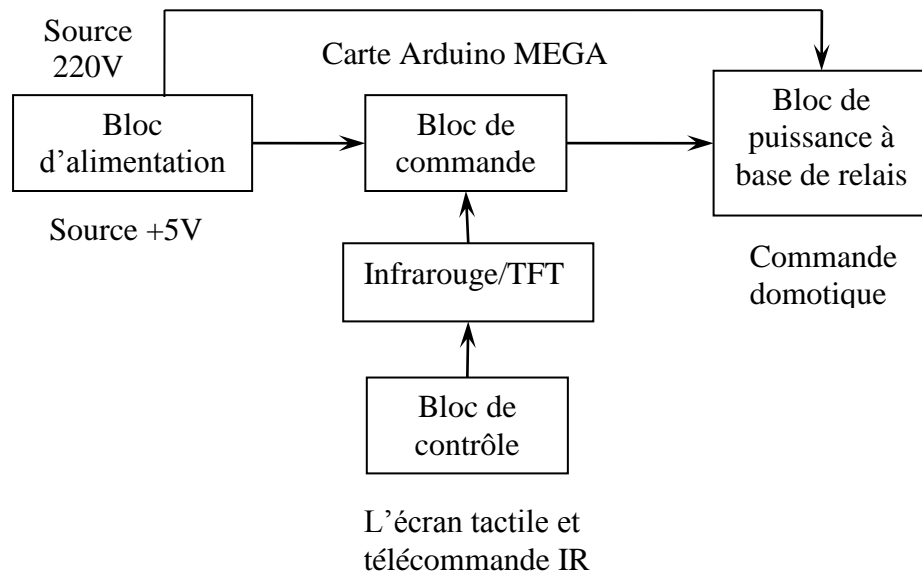 Source
220V
Carte Arduino MEGA
Bloc
d’alimentation
Bloc de
commande
Bloc de
puissance à
base de relais
Source +5V
Infrarouge/TFT
Commande
domotique
Bloc de
contrôle
L’écran tactile et
télécommande IR